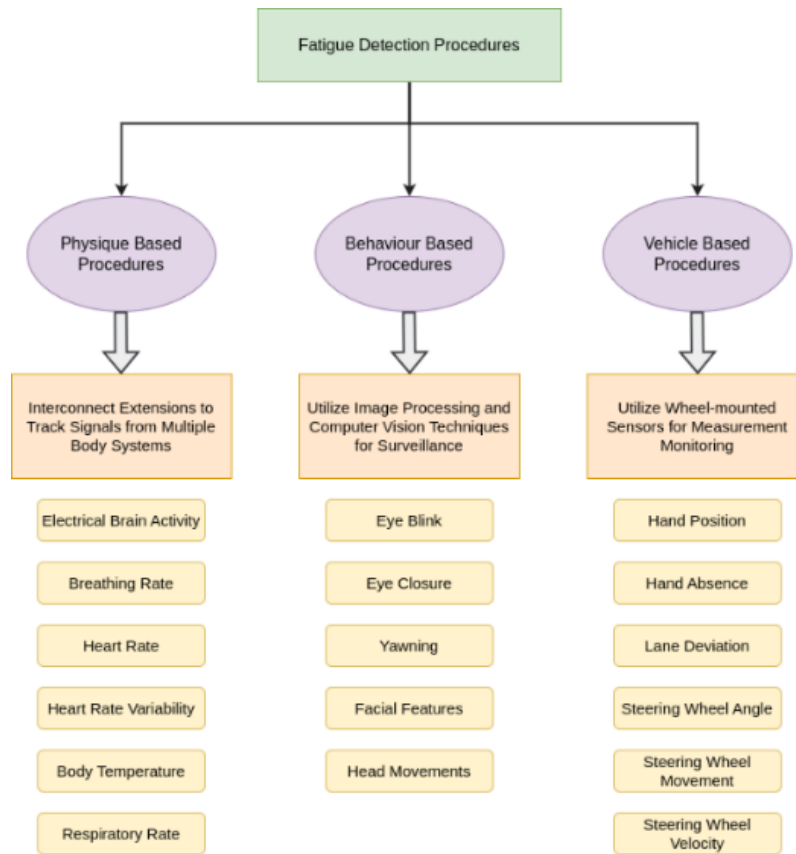 Fatigue Detection Procedures
Physique Based
Procedures
Behaviour Based
Procedures
Vehicle Based
Procedures
Interconnect Extensions to
Track Signals from Multiple
Body Systems
Utilize Image Processing and
Computer Vision Techniques
for Surveillance
Utilize Wheel-mounted
Sensors for Measurement
Monitoring
Electrical Brain Activity
Breathing Rate
Heart Rate
Heart Rate Variability
Body Temperature
Respiratory Rate
Eye Blink
Eye Closure
Yawning
Facial Features
Head Movements
Hand Position
Hand Absence
Lane Deviation
Steering Wheel Angle
Steering Wheel
Movement
Steering Wheel
Velocity